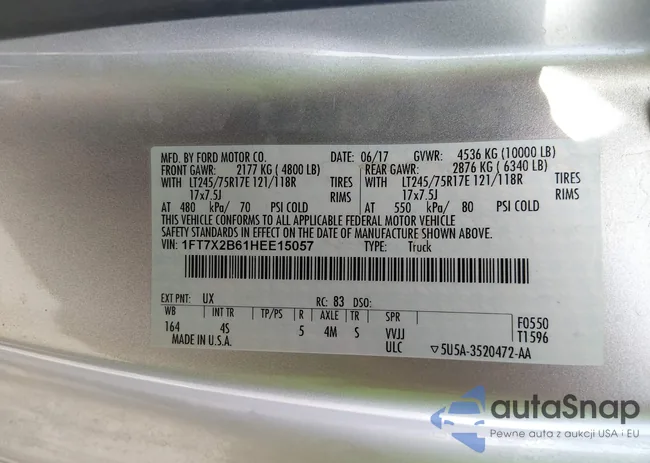 MFD. BY FORD MOTOR CO. DATE: 06/17 GVWR: 4536 KG (10000 LB)
FRONT GAWR: 2177 KG ( 4800 LB) REAR GAWR: 2876 KG ( 6340 LB)
WITH LT245/75R17E 121/118R TIRES WITH LT245/75R17E 121/118R TIRES
17x7.5J RIMS 17x7.5J RIMS
AT 480 kPa/ 70 PSI COLD AT 550 kPa/ 80 PSI COLD
THIS VEHICLE CONFORMS TO ALL APPLICABLE FEDERAL MOTOR VEHICLE
SAFETY STANDARDS IN EFFECT ON THE DATE OF MANUFACTURE SHOWN ABOVE.
VIN: 1FT7X2B61HEE15057 TYPE: Truck
EXT PNT: UX RC: 83 DSO:
WB INT TR TP/PS R AXLE TR SPR F0550
164 4S 5 4M S VVJJ T1596
MADE IN U.S.A. ULC ▽5U5A-3520472-AA
autaSnap
Pewne auta z aukcji USA i EU